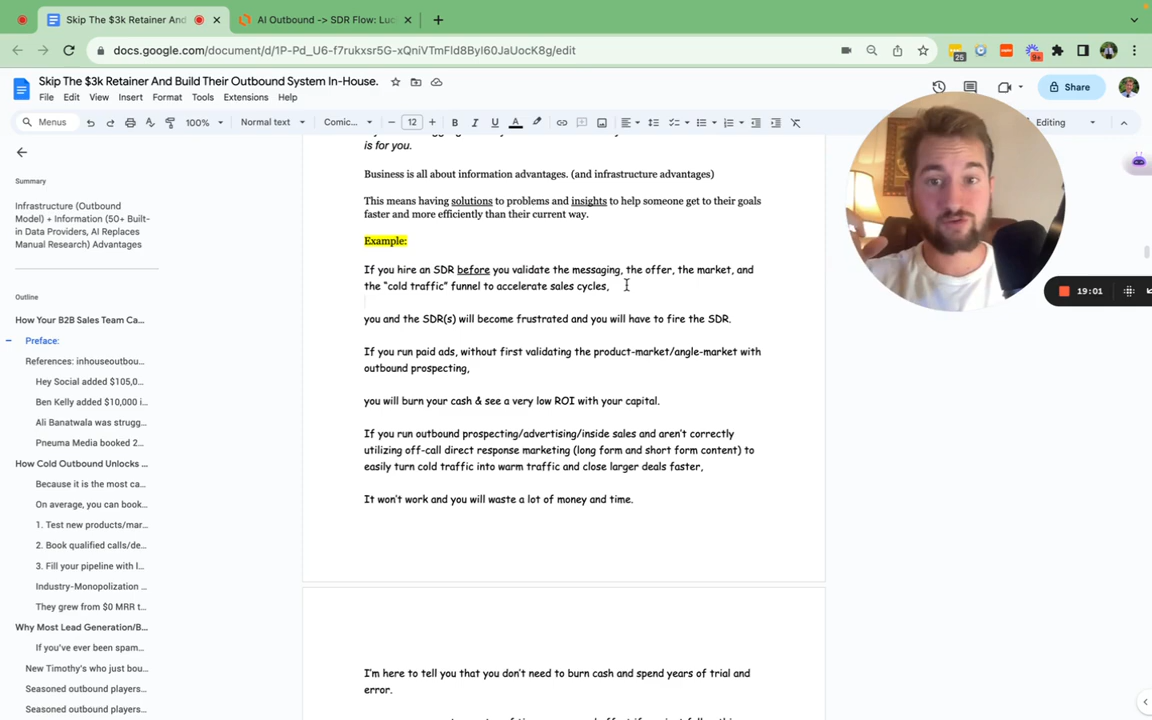 Skip The $3k Retainer And
AI Outbound -> SDR Flow: Luc
docs.google.com/document/d/1P-Pd_U6-f7rukxsr5G-xQniVTmFld8Byl60JaUocK8g/edit
25
9+
Skip The $3k Retainer And Build Their Outbound System In-House.
File Edit View Insert Format Tools Extensions Help
Share
Menus
100%
Normal text
Comic...
12
B I U A
Editing
Summary
Infrastructure (Outbound
Model) + Information (50+ Built-
in Data Providers, AI Replaces
Manual Research) Advantages
Outline
How Your B2B Sales Team Ca...
Preface:
References: inhouseoutbou...
Hey Social added $105,0...
Ben Kelly added $10,000 i...
Ali Banatwala was strugg...
Pneuma Media booked 2...
How Cold Outbound Unlocks ...
Because it is the most ca...
On average, you can book...
1. Test new products/mar...
2. Book qualified calls/de...
3. Fill your pipeline with l...
Industry-Monopolization ...
They grew from $0 MRR t...
Why Most Lead Generation/B...
If you've ever been spam...
New Timothy's who just bou...
Seasoned outbound players...
Seasoned outbound players...
is for you.
Business is all about information advantages. (and infrastructure advantages)
This means having solutions to problems and insights to help someone get to their goals
faster and more efficiently than their current way.
Example:
If you hire an SDR before you validate the messaging, the offer, the market, and
the “cold traffic” funnel to accelerate sales cycles,
you and the SDR(s) will become frustrated and you will have to fire the SDR.
If you run paid ads, without first validating the product-market/angle-market with
outbound prospecting,
you will burn your cash & see a very low ROI with your capital.
If you run outbound prospecting/advertising/inside sales and aren't correctly
utilizing off-call direct response marketing (long form and short form content) to
easily turn cold traffic into warm traffic and close larger deals faster,
It won't work and you will waste a lot of money and time.
I'm here to tell you that you don't need to burn cash and spend years of trial and
error.
19:01